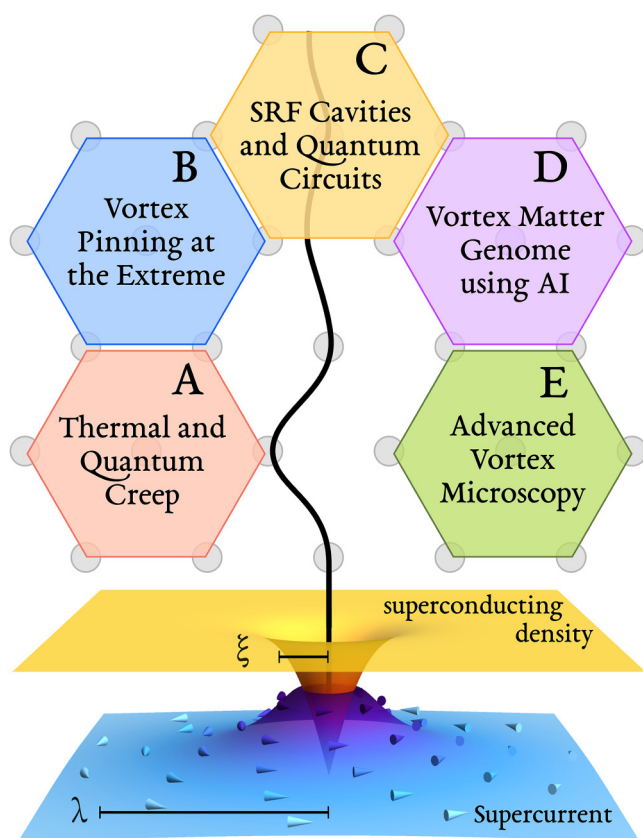 C
SRF Cavities
and Quantum
Circuits
B
Vortex
Pinning at
the Extreme
D
Vortex Matter
Genome
using AI
A
Thermal and
Quantum
Creep
E
Advanced
Vortex
Microscopy
superconducting
density
ξ
λ
Supercurrent